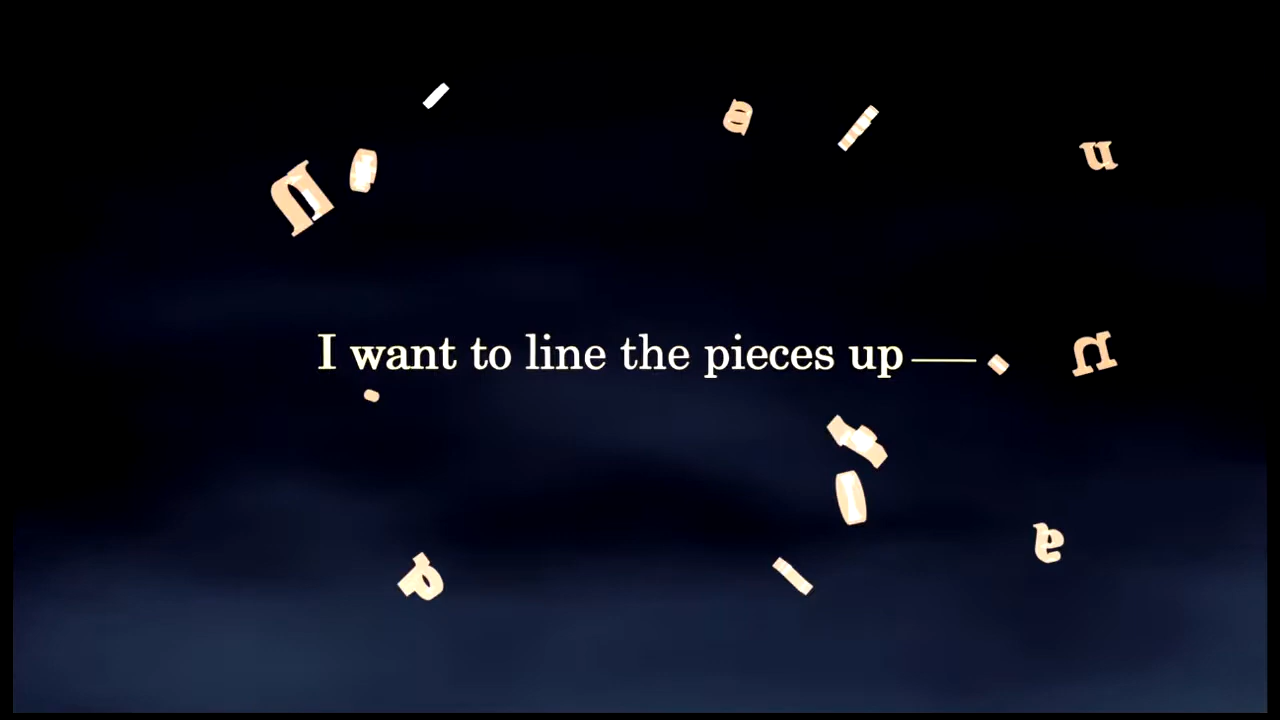 I want to line the pieces up——